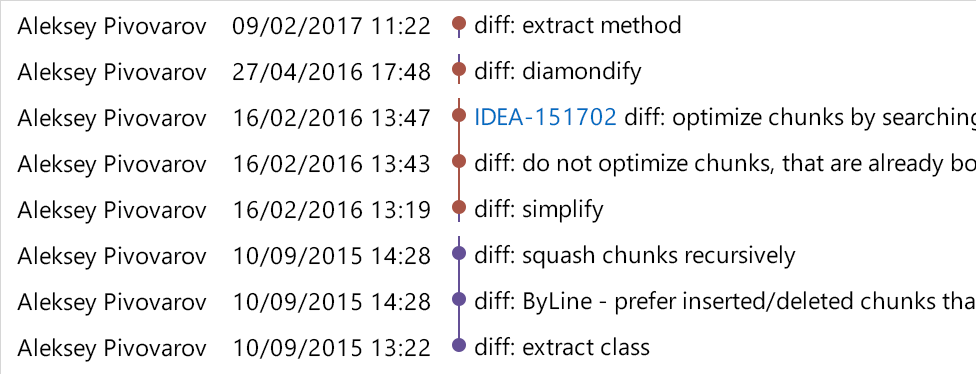 Aleksey Pivovarov 09/02/2017 11:22 diff: extract method
Aleksey Pivovarov 27/04/2016 17:48 diff: diamondify
Aleksey Pivovarov 16/02/2016 13:47 IDEA-151702 diff: optimize chunks by searching
Aleksey Pivovarov 16/02/2016 13:43 diff: do not optimize chunks, that are already bo
Aleksey Pivovarov 16/02/2016 13:19 diff: simplify
Aleksey Pivovarov 10/09/2015 14:28 diff: squash chunks recursively
Aleksey Pivovarov 10/09/2015 14:28 diff: ByLine - prefer inserted/deleted chunks tha
Aleksey Pivovarov 10/09/2015 13:22 diff: extract class